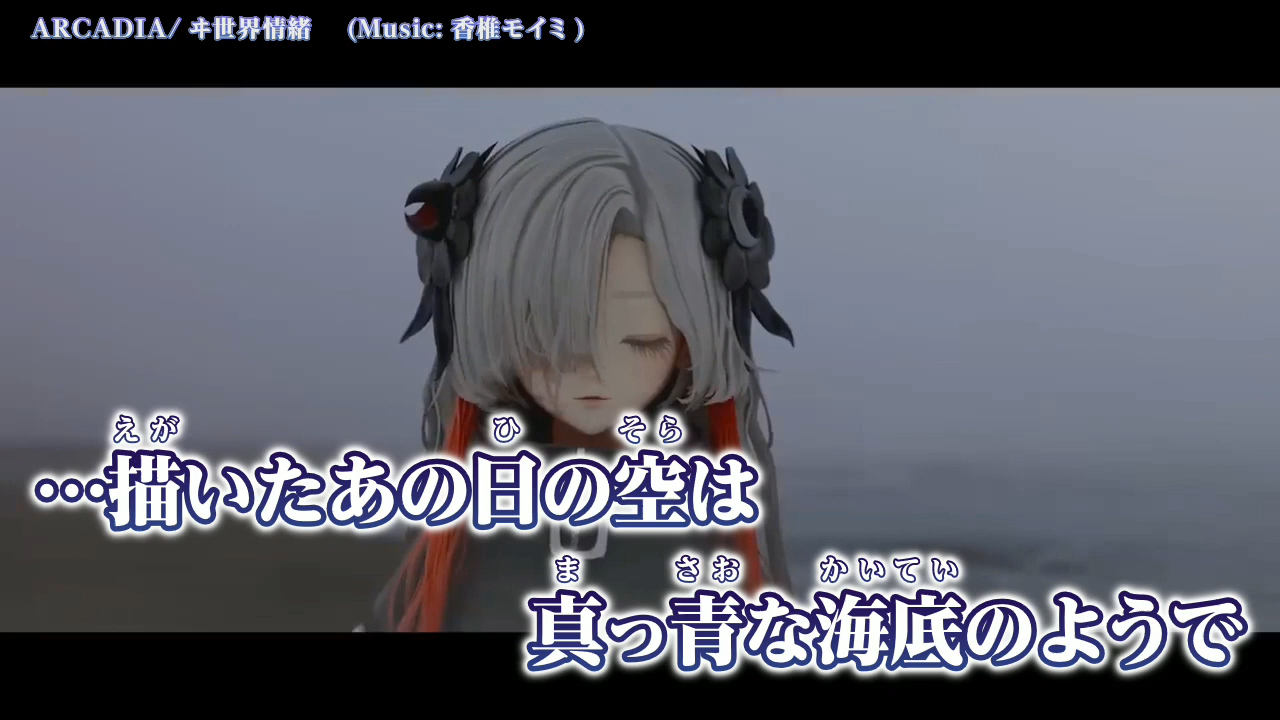 ARCADIA/ ヰ世界情緒 (Music: 香椎モイミ)
えが ひ そら
…描いたあの日の空は
ま さお かいてい
真っ青な海底のようで